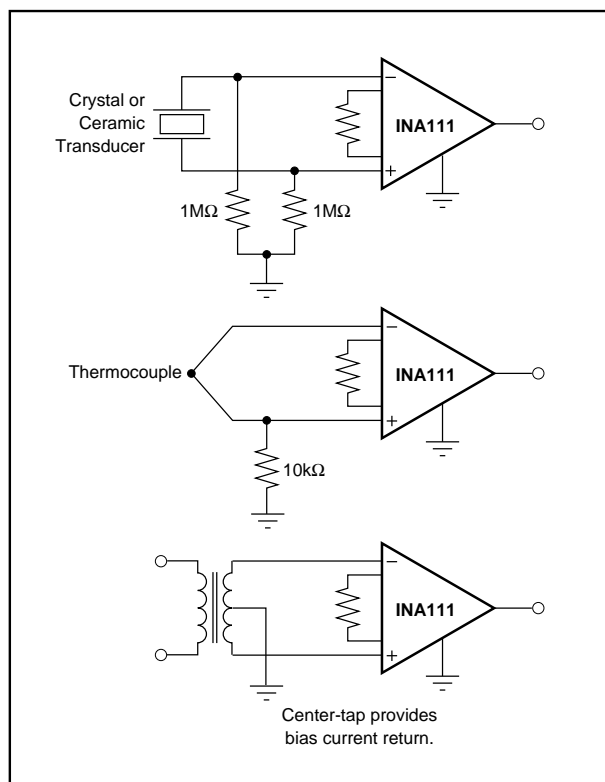 Crystal or
Ceramic
Transducer
−
INA111
+
1MΩ
1MΩ
−
INA111
+
Thermocouple
10kΩ
−
INA111
+
Center-tap provides
bias current return.